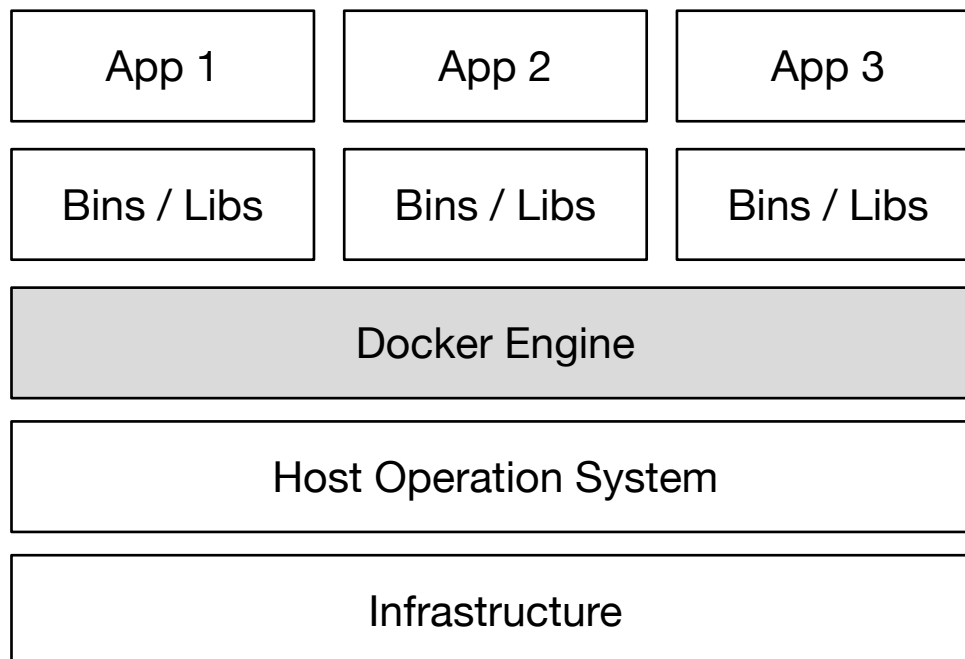 App 1
App 2
App 3
Bins / Libs
Bins / Libs
Bins / Libs
Docker Engine
Host Operation System
Infrastructure